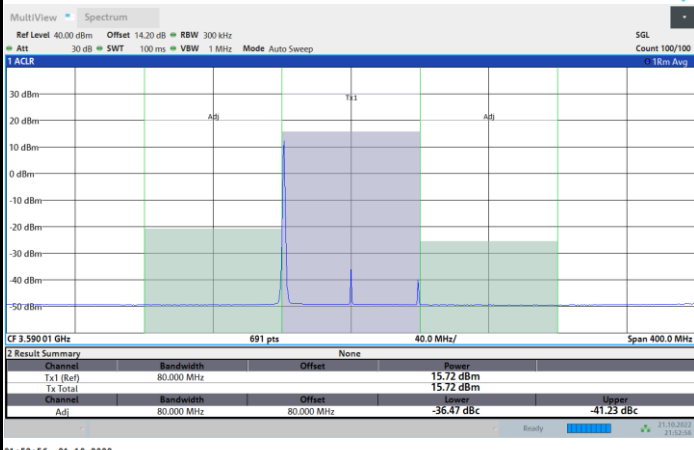 MultiView Spectrum
Ref Level 40.00 dBm Offset 14.20 dB RBW 300 kHz SGL
Att 30 dB SWT 100 ms VBW 1 MHz Mode Auto Sweep Count 100/100
1 ACLR 1Rm Avg
30 dBm
Tx1
20 dBm Adj Adj
10 dBm
0 dBm
-10 dBm
-20 dBm
-30 dBm
-40 dBm
-50 dBm
CF 3.590 01 GHz 691 pts 40.0 MHz/ Span 400.0 MHz
2 Result Summary None
Channel Bandwidth Offset Power
Tx1 (Ref) 80.000 MHz 15.72 dBm
Tx Total 15.72 dBm
Channel Bandwidth Offset Lower Upper
Adj 80.000 MHz 80.000 MHz -36.47 dBc -41.23 dBc
Ready 21.10.2022
21:52:56